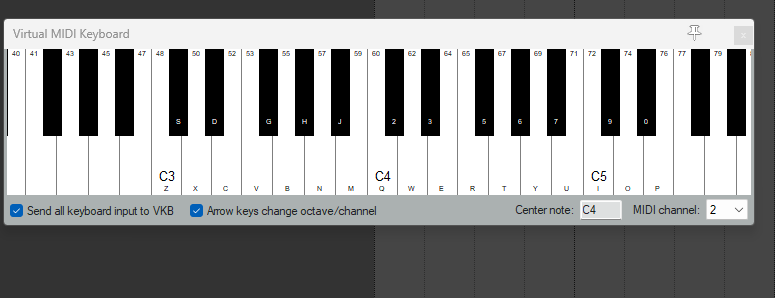 Virtual MIDI Keyboard
40 41 43 45 47 48 50 52 53 55 57 59 60 62 64 65 67 69 71 72 74 76 77 79
S D G H J 2 3 5 6 7 9 0
C3 C4 C5
Z X C V B N M Q W E R T Y U I O P
Send all keyboard input to VKB Arrow keys change octave/channel Center note: C4 MIDI channel: 2